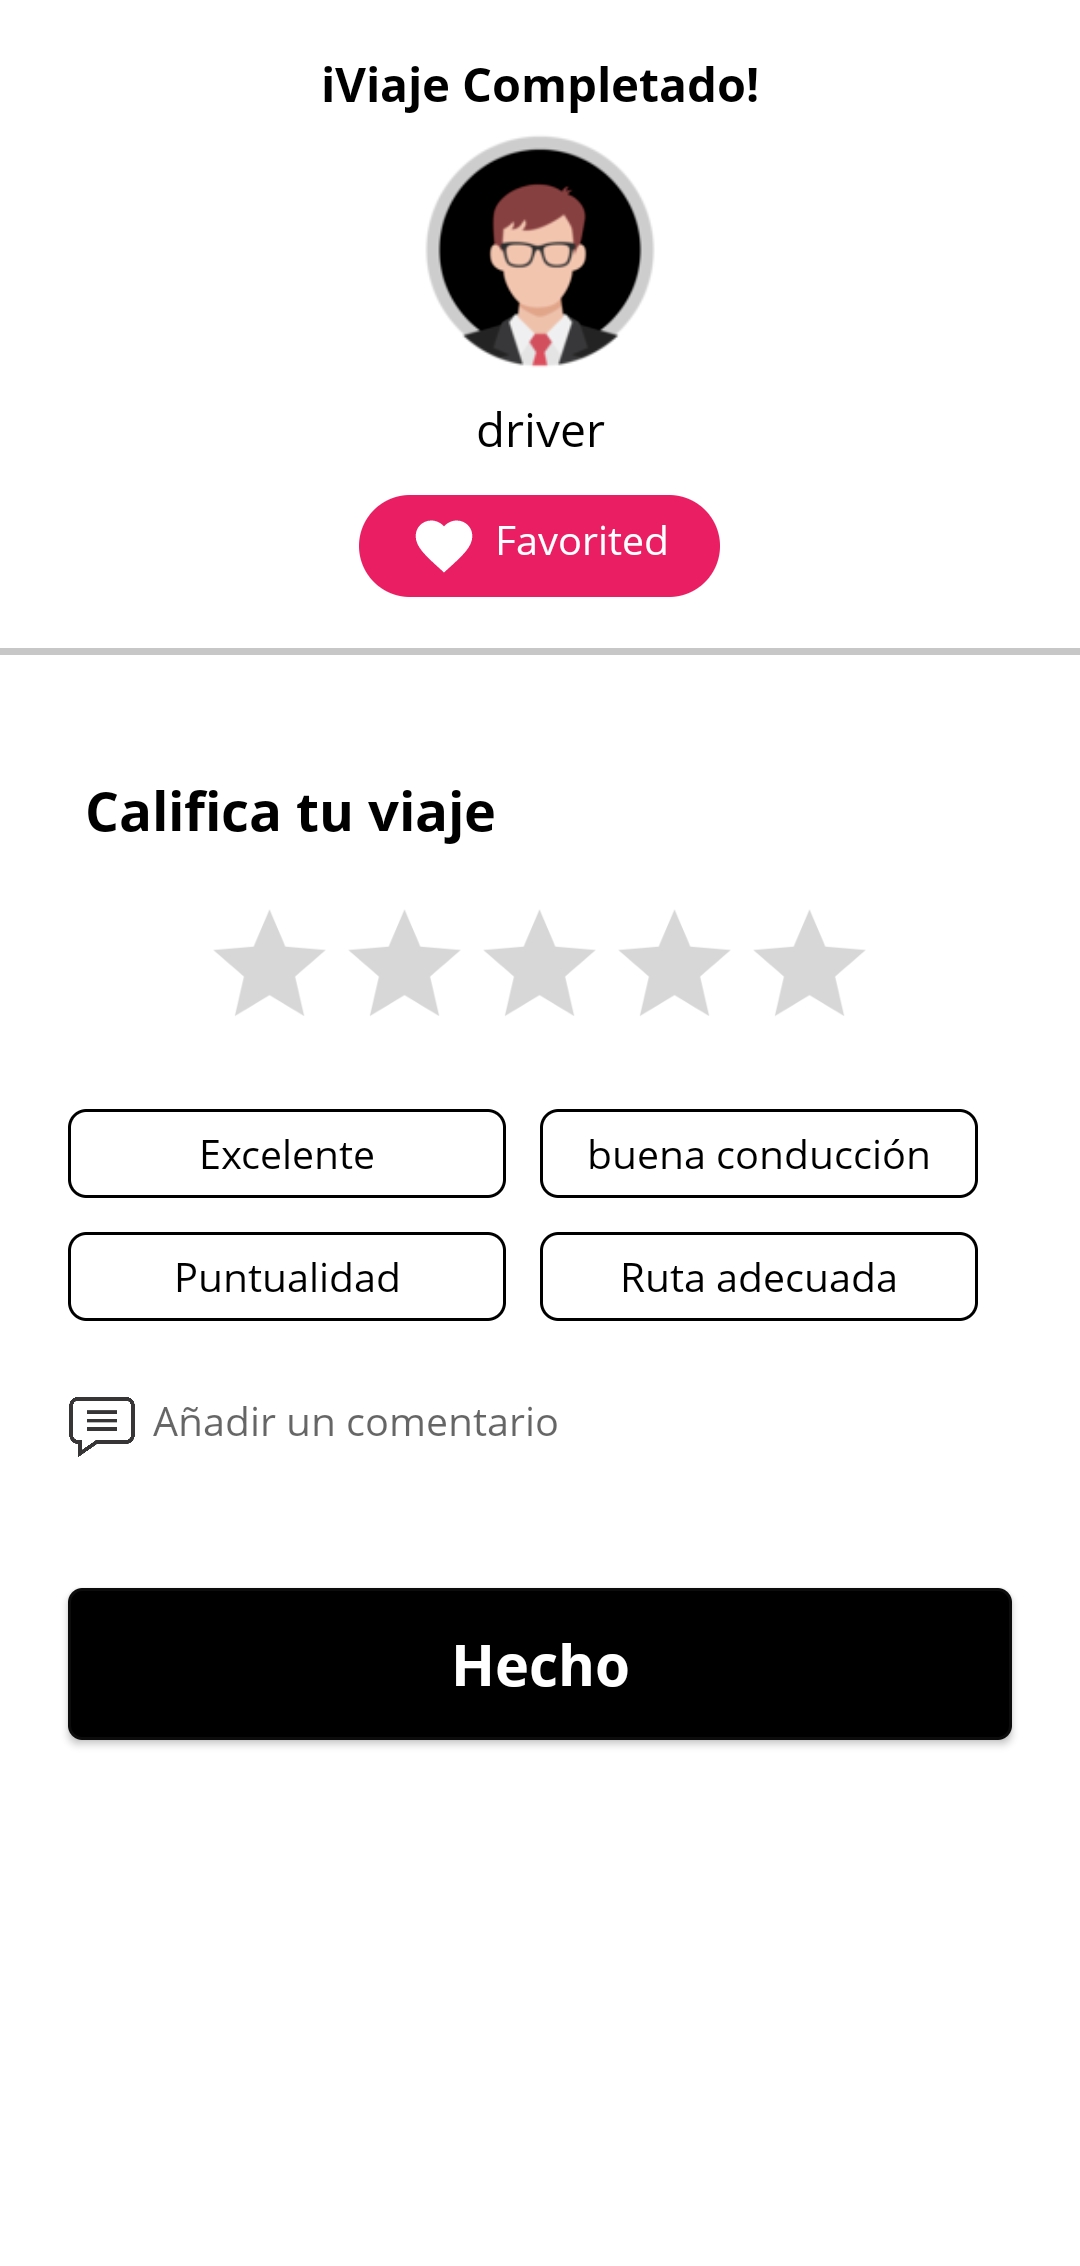 ¡Viaje Completado!
driver
Favorited
Califica tu viaje
Excelente
buena conducción
Puntualidad
Ruta adecuada
Añadir un comentario
Hecho